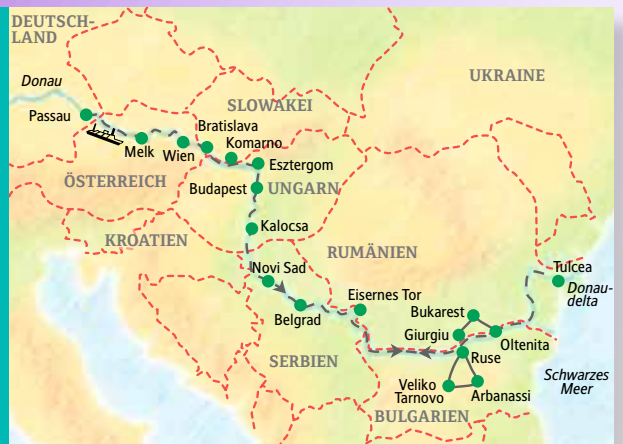 DEUTSCH-
LAND
UKRAINE
Donau
SLOWAKEI
Passau
Bratislava
Komarno
Melk
Wien
Esztergom
ÖSTERREICH
Budapest
UNGARN
Kalocsa
KROATIEN
RUMÄNIEN
Novi Sad
Tulcea
Donau-
delta
Eisernes Tor
Bukarest
Belgrad
Giurgiu
Oltenita
SERBIEN
Ruse
Schwarzes
Meer
Veliko
Tarnovo
Arbanassi
BULGARIEN